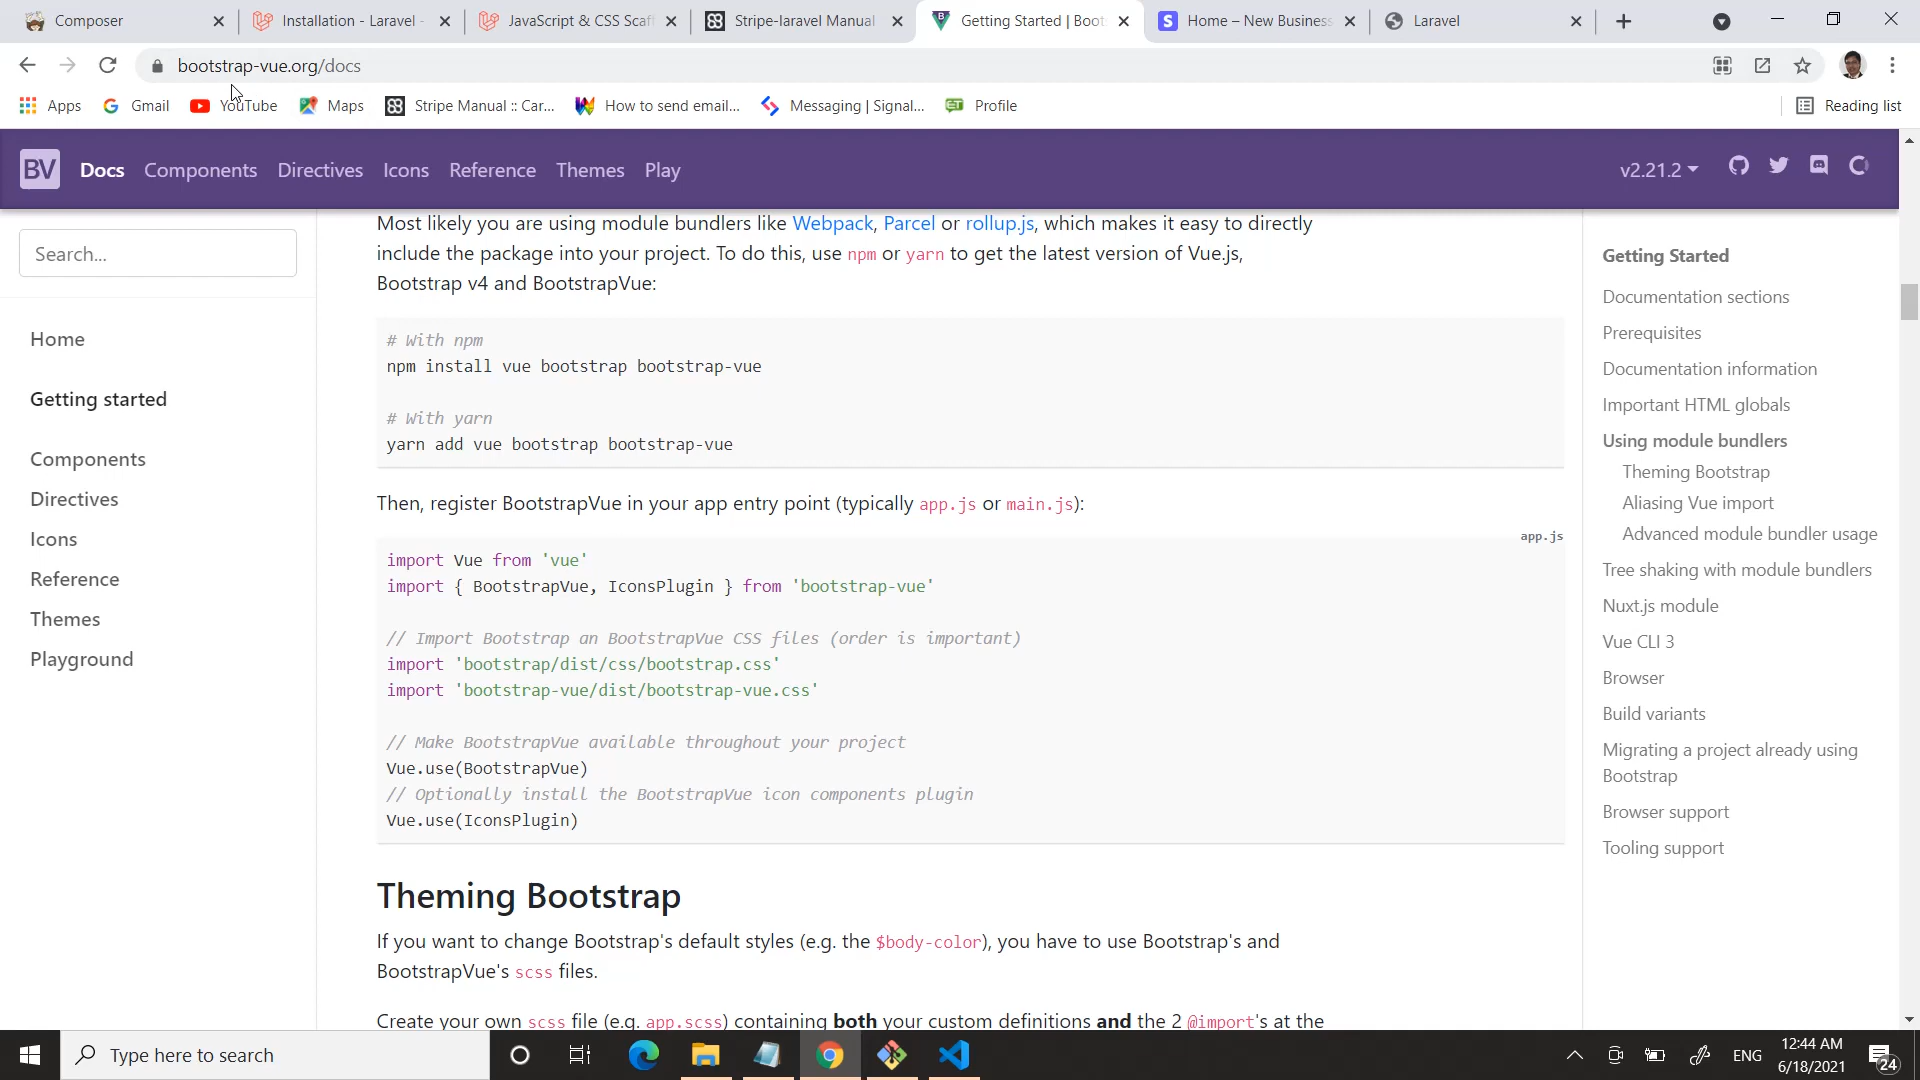 Composer
Installation - Laravel -
JavaScript & CSS Scaff
Stripe-laravel Manual
Getting Started | Boots
S
Home – New Business
Laravel
bootstrap-vue.org/docs
Apps
Gmail
YouTube
Maps
Stripe Manual :: Car...
How to send email...
Messaging | Signal...
Profile
Reading list
BV
Docs
Components
Directives
Icons
Reference
Themes
Play
v2.21.2
Search...
Home
Getting started
Components
Directives
Icons
Reference
Themes
Playground
Most likely you are using module bundlers like Webpack, Parcel or rollup.js, which makes it easy to directly
include the package into your project. To do this, use npm or yarn to get the latest version of Vue.js,
Bootstrap v4 and BootstrapVue:
# With npm
npm install vue bootstrap bootstrap-vue
# With yarn
yarn add vue bootstrap bootstrap-vue
Then, register BootstrapVue in your app entry point (typically app.js or main.js):
app.js
import Vue from 'vue'
import { BootstrapVue, IconsPlugin } from 'bootstrap-vue'
// Import Bootstrap an BootstrapVue CSS files (order is important)
import 'bootstrap/dist/css/bootstrap.css'
import 'bootstrap-vue/dist/bootstrap-vue.css'
// Make BootstrapVue available throughout your project
Vue.use(BootstrapVue)
// Optionally install the BootstrapVue icon components plugin
Vue.use(IconsPlugin)
Theming Bootstrap
If you want to change Bootstrap's default styles (e.g. the $body-color), you have to use Bootstrap's and
BootstrapVue's scss files.
Create your own scss file (e.g. app.scss) containing both your custom definitions and the 2 @import's at the
Getting Started
Documentation sections
Prerequisites
Documentation information
Important HTML globals
Using module bundlers
Theming Bootstrap
Aliasing Vue import
Advanced module bundler usage
Tree shaking with module bundlers
Nuxt.js module
Vue CLI 3
Browser
Build variants
Migrating a project already using
Bootstrap
Browser support
Tooling support
Type here to search
ENG
12:44 AM
6/18/2021
24